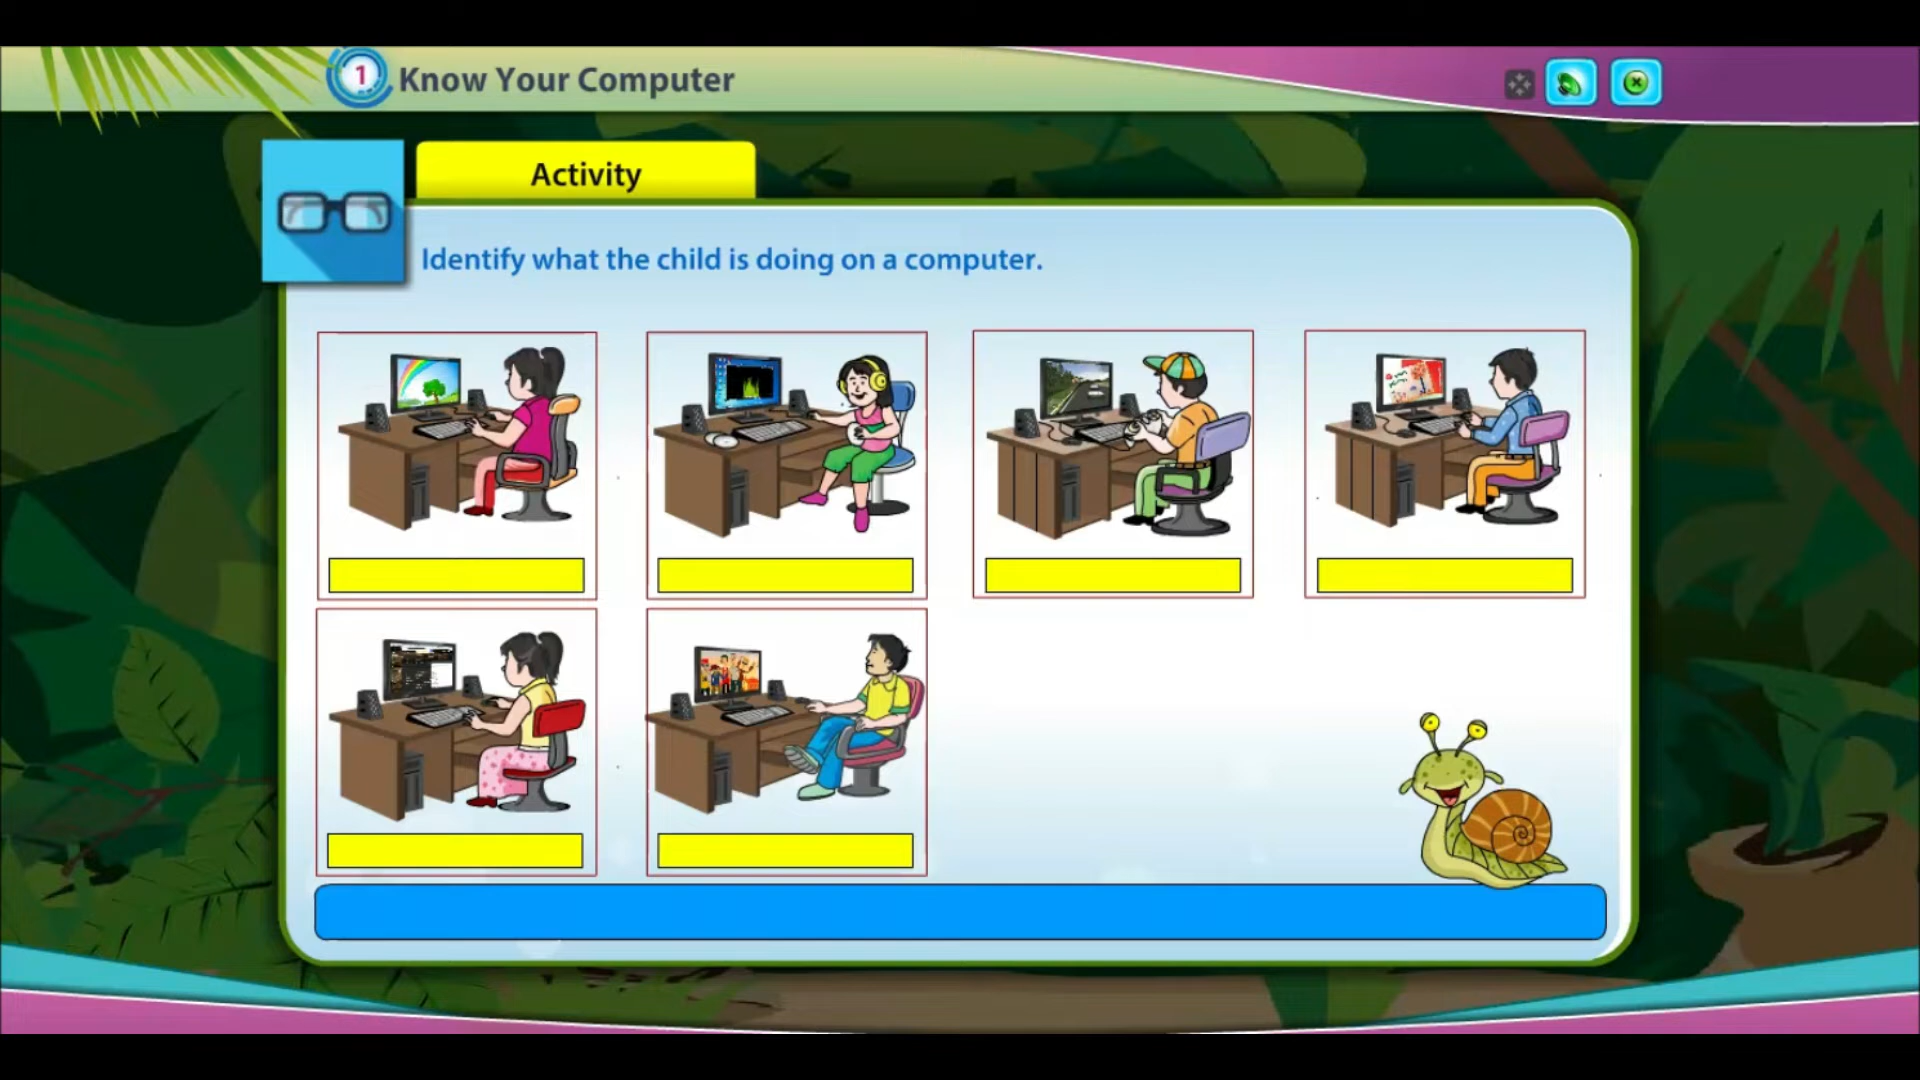 1
Know Your Computer
Activity
Identify what the child is doing on a computer.